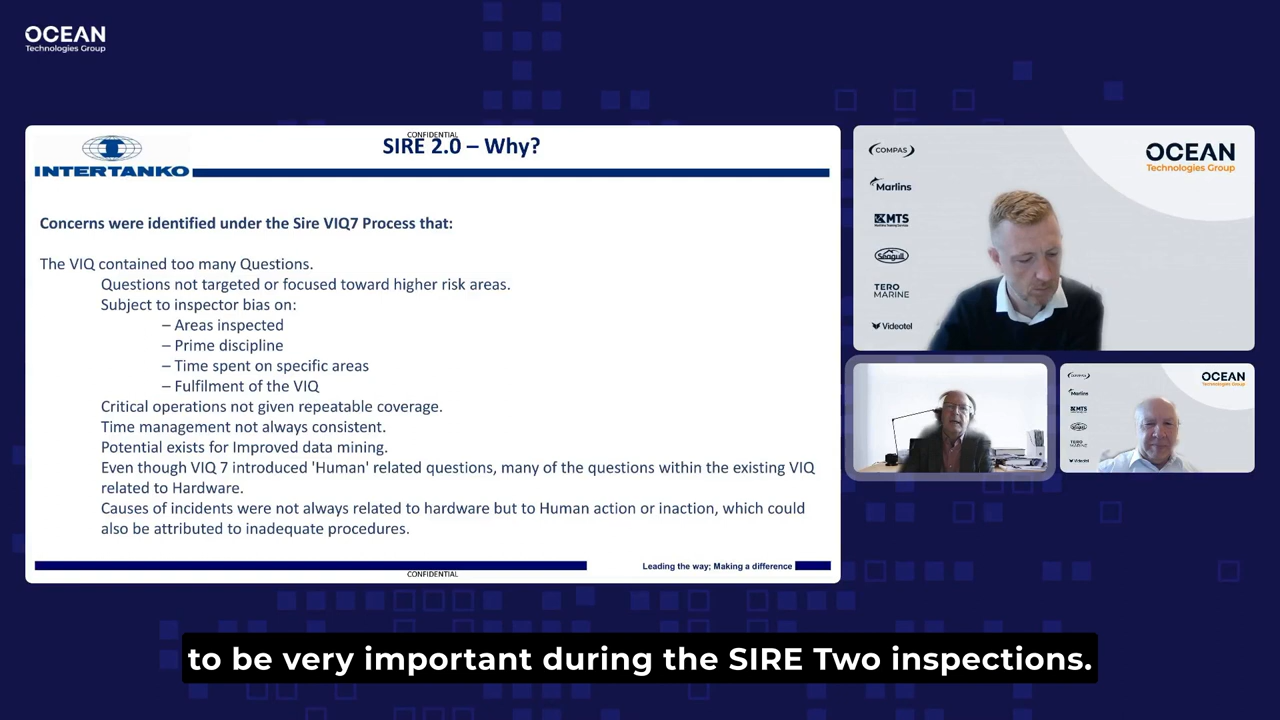 OCEAN
Technologies Group
CONFIDENTIAL
SIRE 2.0 – Why?
INTERTANKO
Concerns were identified under the Sire VIQ7 Process that:
The VIQ contained too many Questions.
Questions not targeted or focused toward higher risk areas.
Subject to inspector bias on:
– Areas inspected
– Prime discipline
– Time spent on specific areas
– Fulfilment of the VIQ
Critical operations not given repeatable coverage.
Time management not always consistent.
Potential exists for Improved data mining.
Even though VIQ 7 introduced 'Human' related questions, many of the questions within the existing VIQ
related to Hardware.
Causes of incidents were not always related to hardware but to Human action or inaction, which could
also be attributed to inadequate procedures.
Leading the way; Making a difference
CONFIDENTIAL
COMPAS
Marlins
MTS
Seagull
TERO
MARINE
Videotel
OCEAN
Technologies Group
COMPAS
Marlins
MTS
Seagull
TERO
MARINE
Videotel
OCEAN
Technologies Group
to be very important during the SIRE Two inspections.